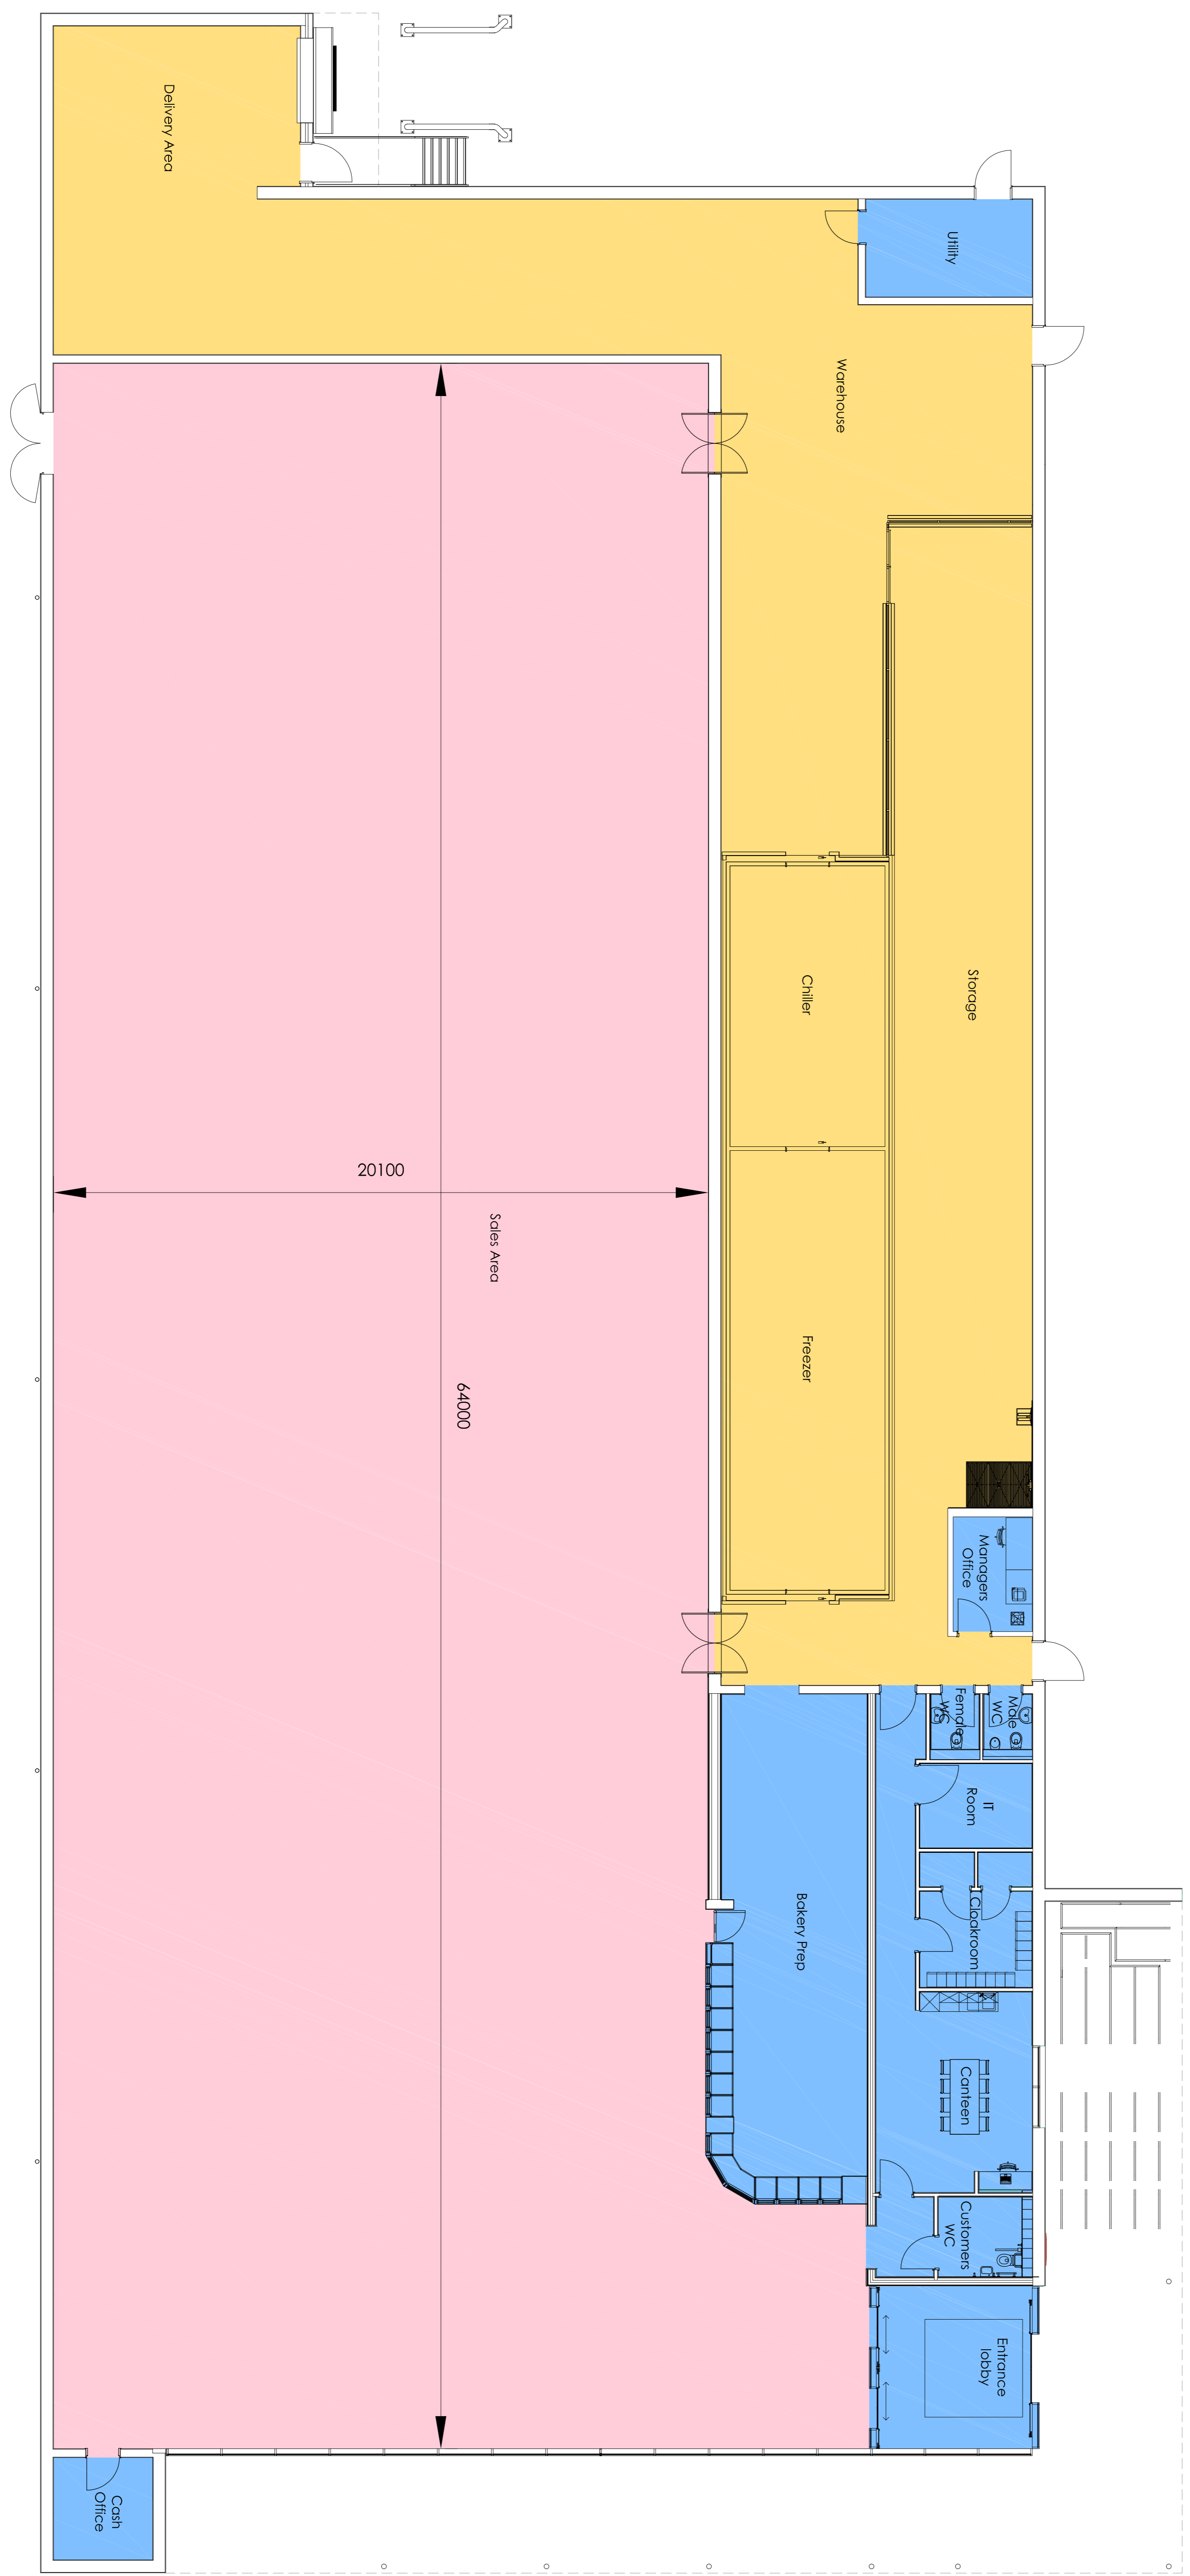 Delivery Area
Utility
Warehouse
Storage
Chiller
20100
Sales Area
Freezer
64000
Managers
Office
Female
WC
Male
WC
IT
Room
Bakery Prep
Cloakroom
Canteen
Customers
WC
Entrance
lobby
Cash
Office